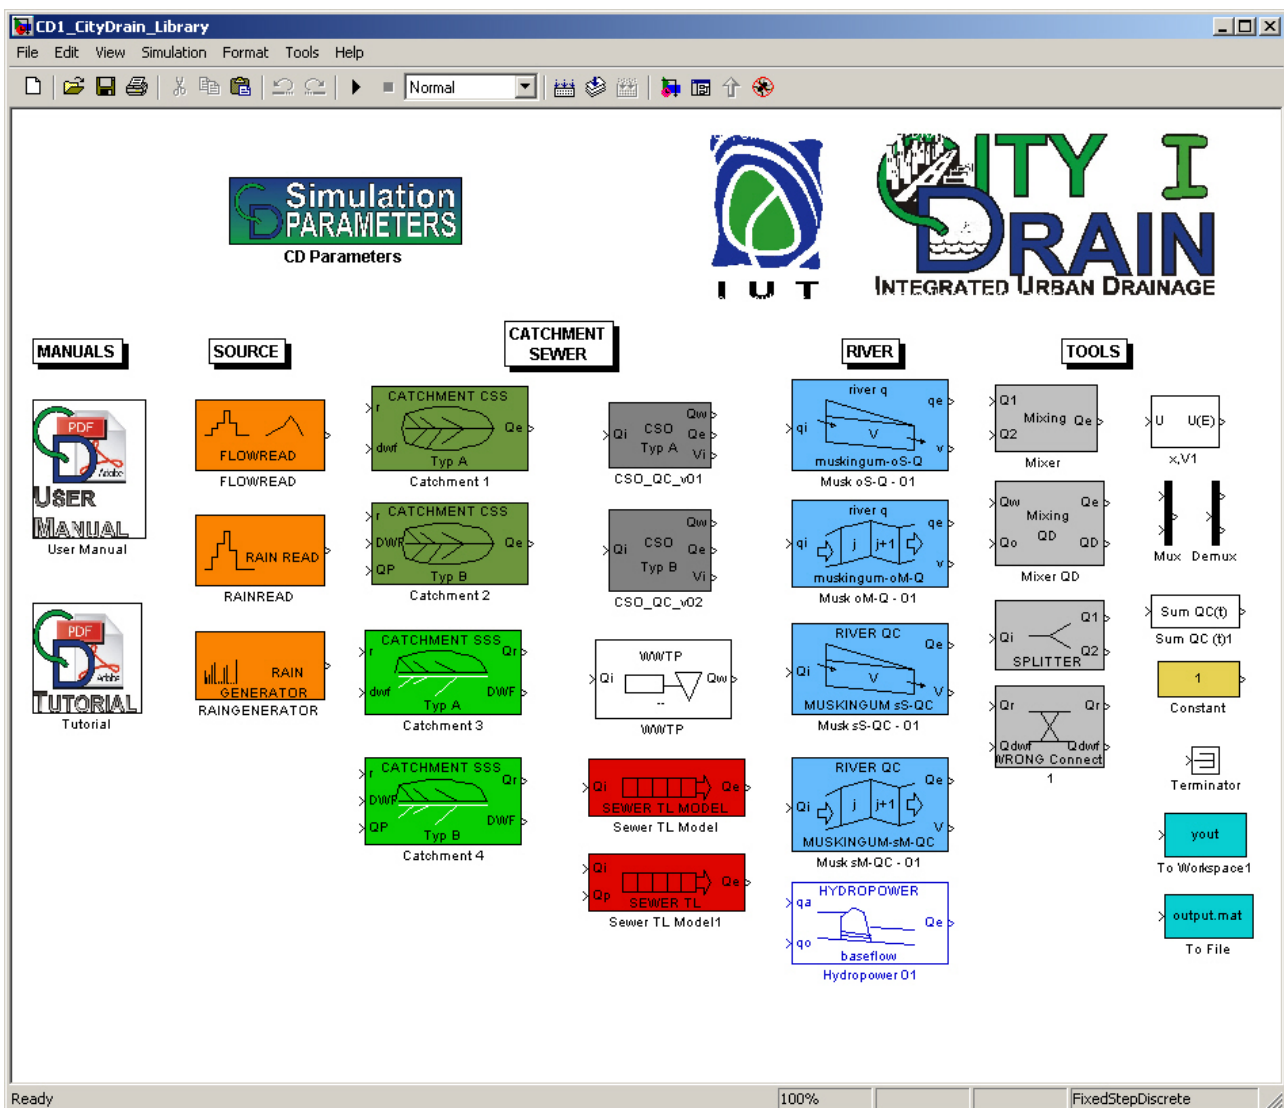 CD1_CityDrain_Library
File Edit View Simulation Format Tools Help
Normal
Simulation
PARAMETERS
CD Parameters
IUT
CITY I
DRAIN
INTEGRATED URBAN DRAINAGE
MANUALS
SOURCE
CATCHMENT
SEWER
RIVER
TOOLS
PDF
Adobe
USER
MANUAL
User Manual
PDF
Adobe
TUTORIAL
Tutorial
FLOWREAD
FLOWREAD
RAIN READ
RAINREAD
RAIN
GENERATOR
RAINGENERATOR
CATCHMENT CSS
r
Qe
dwf
Typ A
Catchment 1
CATCHMENT CSS
r
DWF
Qe
QP
Typ B
Catchment 2
CATCHMENT SSS
r
Qr
dwf
DWF
Typ A
Catchment 3
CATCHMENT SSS
r
Qr
DWF
DWF
QP
Typ B
Catchment 4
Qw
Qi CSO Qe
Typ A
Vi
CSO_QC_v01
Qw
Qi CSO Qe
Typ B
Vi
CSO_QC_v02
WWTP
Qi
Qw
--
WWTP
Qi
Qe
SEWER TL MODEL
Sewer TL Model
Qi
Qe
Qp
SEWER TL
Sewer TL Model1
river q
qe
qi
V
v
muskingum-oS-Q
Musk oS-Q - 01
river q
qe
qi
j
j+1
v
muskingum-oM-Q
Musk oM-Q - 01
RIVER QC
Qe
Qi
V
V
MUSKINGUM sS-QC
Musk sS-QC - 01
RIVER QC
Qe
Qi
j
j+1
V
MUSKINGUM-sM-QC
Musk sM-QC - 01
HYDROPOWER
qa
Qe
qo
baseflow
Hydropower 01
Q1
Mixing Qe
Q2
Mixer
Qw
Qe
Mixing
QD
Qo
QD
Mixer QD
Q1
Qi
Q2
SPLITTER
Qr
Qr
Qdwf
Qdwf
WRONG Connect
1
U U(E)
x,V1
Mux Demux
Sum QC(t)
Sum QC (t)1
1
Constant
Terminator
yout
To Workspace1
output.mat
To File
Ready
100%
FixedStepDiscrete